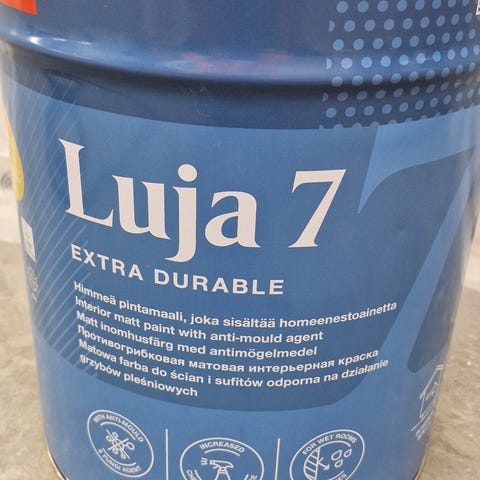 Luja 7
EXTRA DURABLE
Himmeä pintamaali, joka sisältää homeenestoainetta
Interior matt paint with anti-mould agent
Matt inomhusfärg med antimögelmedel
Противогрибковая матовая интерьерная краска
Matowa farba do ścian i sufitów odporna na działanie
grzybów pleśniowych
WITH ANTI-MOULD
& FUNGI AGENT
INCREASED
FOR WET ROOMS